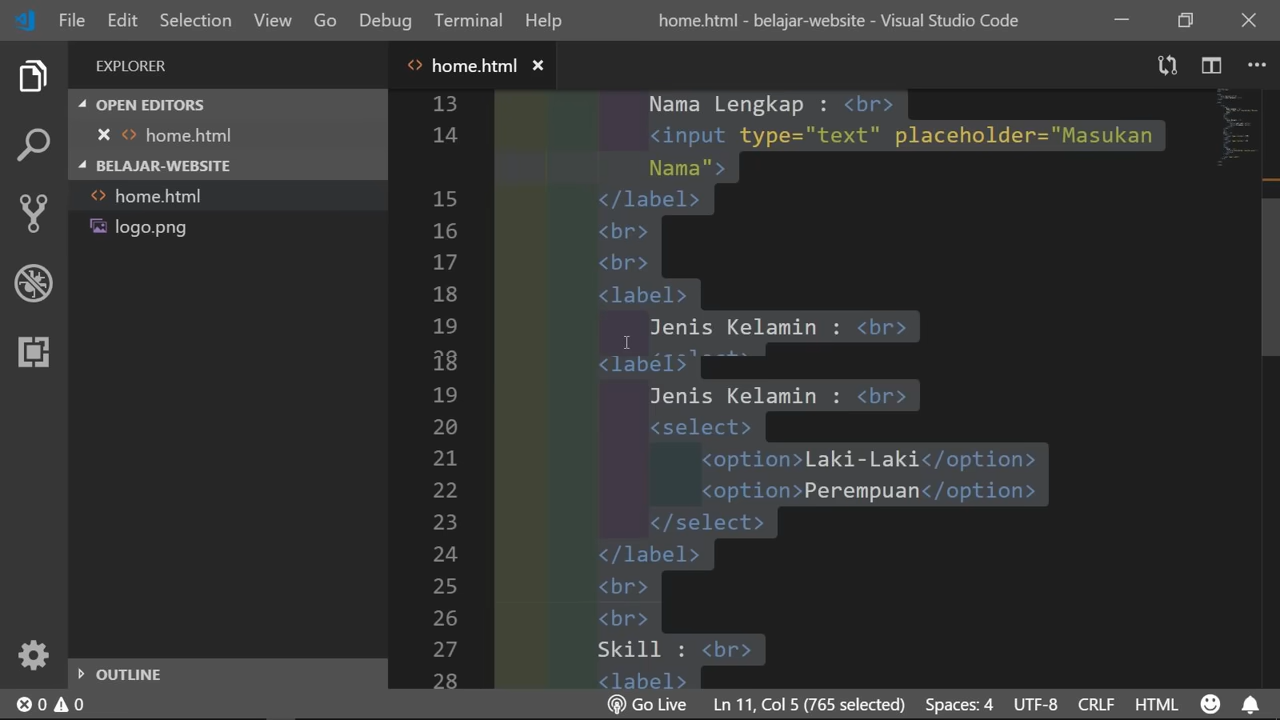 File Edit Selection View Go Debug Terminal Help home.html - belajar-website - Visual Studio Code
EXPLORER
OPEN EDITORS
home.html
BELAJAR-WEBSITE
home.html
logo.png
OUTLINE
home.html
13 Nama Lengkap : <br>
14 <input type="text" placeholder="Masukan
Nama">
15 </label>
16 <br>
17 <br>
18 <label>
19 Jenis Kelamin : <br>
20 <select>
18 <label>
19 Jenis Kelamin : <br>
20 <select>
21 <option>Laki-Laki</option>
22 <option>Perempuan</option>
23 </select>
24 </label>
25 <br>
26 <br>
27 Skill : <br>
28 <label>
0 0 Go Live Ln 11, Col 5 (765 selected) Spaces: 4 UTF-8 CRLF HTML